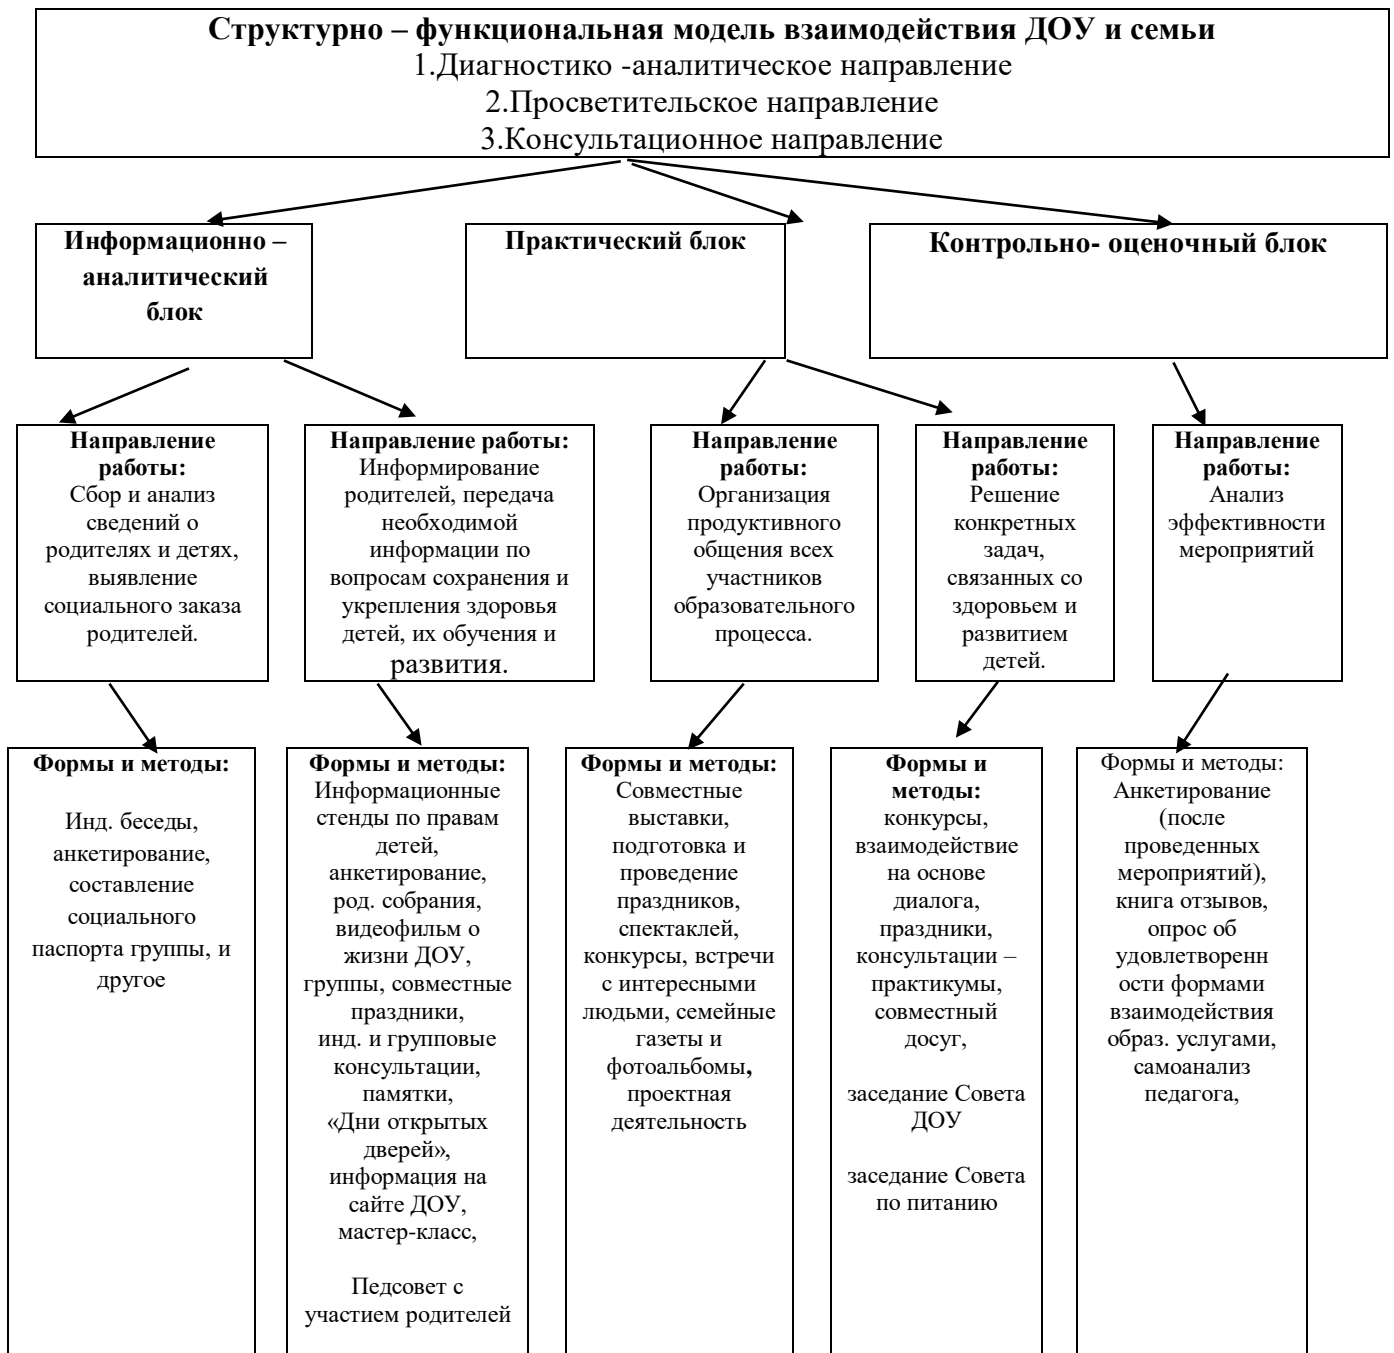 Структурно – функциональная модель взаимодействия ДОУ и семьи
1.Диагностико -аналитическое направление
2.Просветительское направление
3.Консультационное направление
Информационно –
аналитический
блок
Практический блок
Контрольно- оценочный блок
Направление
работы:
Сбор и анализ
сведений о
родителях и детях,
выявление
социального заказа
родителей.
Направление работы:
Информирование
родителей, передача
необходимой
информации по
вопросам сохранения и
укрепления здоровья
детей, их обучения и
развития.
Направление
работы:
Организация
продуктивного
общения всех
участников
образовательного
процесса.
Направление
работы:
Решение
конкретных
задач,
связанных со
здоровьем и
развитием
детей.
Направление
работы:
Анализ
эффективности
мероприятий
Формы и методы:
Инд. беседы,
анкетирование,
составление
социального
паспорта группы, и
другое
Формы и методы:
Информационные
стенды по правам
детей,
анкетирование,
род. собрания,
видеофильм о
жизни ДОУ,
группы, совместные
праздники,
инд. и групповые
консультации,
памятки,
«Дни открытых
дверей»,
информация на
сайте ДОУ,
мастер-класс,
Педсовет с
участием родителей
Формы и методы:
Совместные
выставки,
подготовка и
проведение
праздников,
спектаклей,
конкурсы, встречи
с интересными
людьми, семейные
газеты и
фотоальбомы,
проектная
деятельность
Формы и
методы:
конкурсы,
взаимодействие
на основе
диалога,
праздники,
консультации –
практикумы,
совместный
досуг,
заседание Совета
ДОУ
заседание Совета
по питанию
Формы и методы:
Анкетирование
(после
проведенных
мероприятий),
книга отзывов,
опрос об
удовлетворенн
ости формами
взаимодействия
образ. услугами,
самоанализ
педагога,